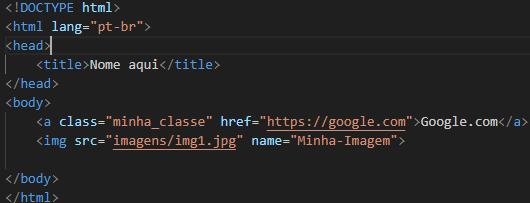 <!DOCTYPE html>
<html lang="pt-br">
<head>
    <title>Nome aqui</title>
</head>
<body>
    <a class="minha_classe" href="https://google.com">Google.com</a>
    <img src="imagens/img1.jpg" name="Minha-Imagem">

</body>
</html>